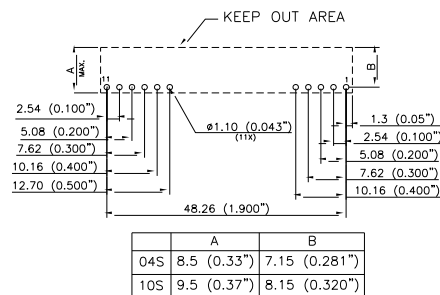 KEEP OUT AREA
A MAX.
B
11
1
2.54 (0.100")
5.08 (0.200")
7.62 (0.300")
10.16 (0.400")
12.70 (0.500")
ø1.10 (0.043")
(11X)
1.3 (0.05")
2.54 (0.100")
5.08 (0.200")
7.62 (0.300")
10.16 (0.400")
48.26 (1.900")
A B
04S 8.5 (0.33") 7.15 (0.281")
10S 9.5 (0.37") 8.15 (0.320")